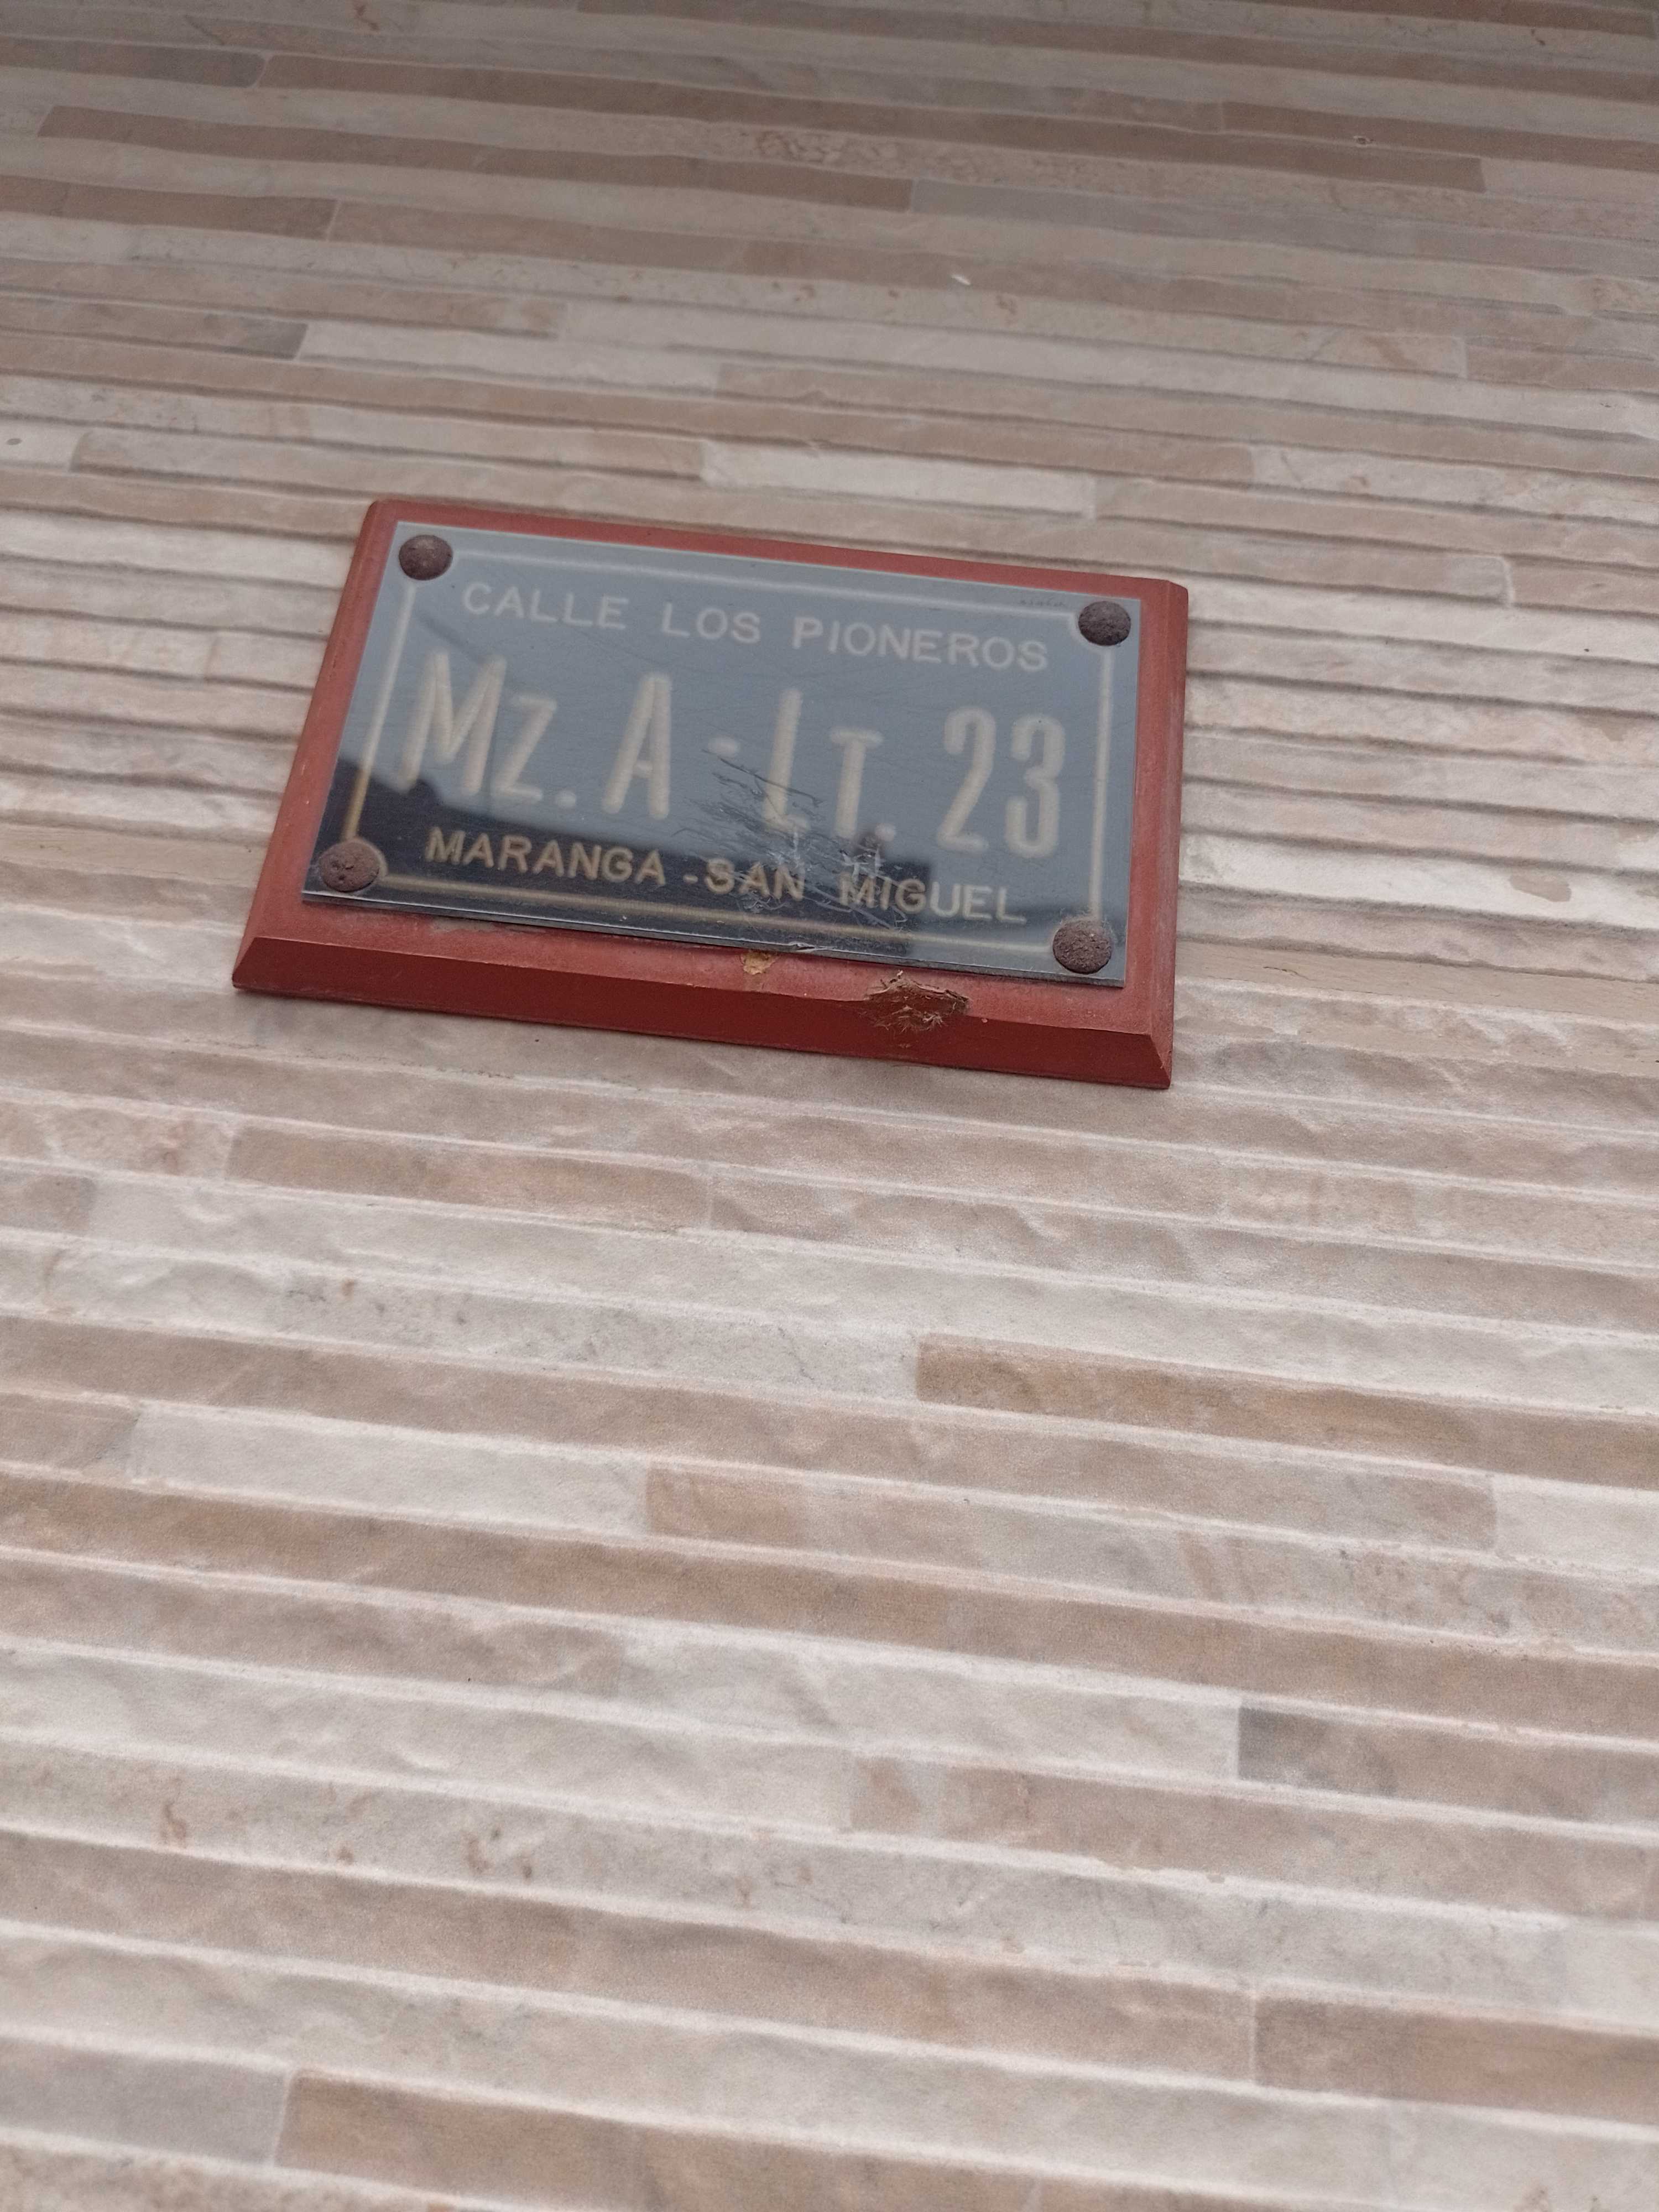 CALLE LOS PIONEROS
Mz. A - LT. 23
MARANGA - SAN MIGUEL